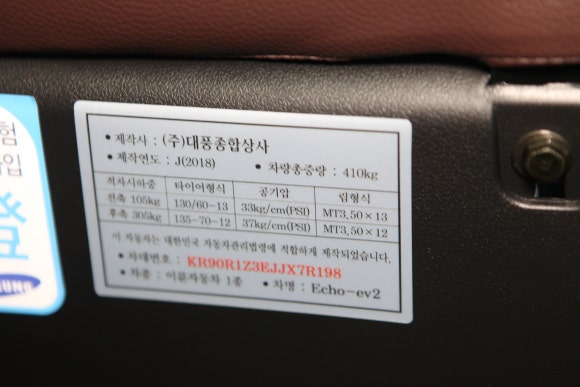 • 제작사 : (주)대풍종합상사
• 제작연도 : J(2018) • 차량총중량 : 410kg
적차시하중 타이어형식 공기압 림형식
전축 105kg 130/60-13 33kg/cm(PSI) MT3,50×13
후축 305kg 135-70-12 37kg/cm(PSI) MT3,50×12
이 자동차는 대한민국 자동차관리법령에 적합하게 제작되었습니다.
• 차대번호 : KR90R1Z3EJJX7R198
• 차종 : 이륜자동차 1종 • 차명 : Echo-ev2
험
입
SUNG